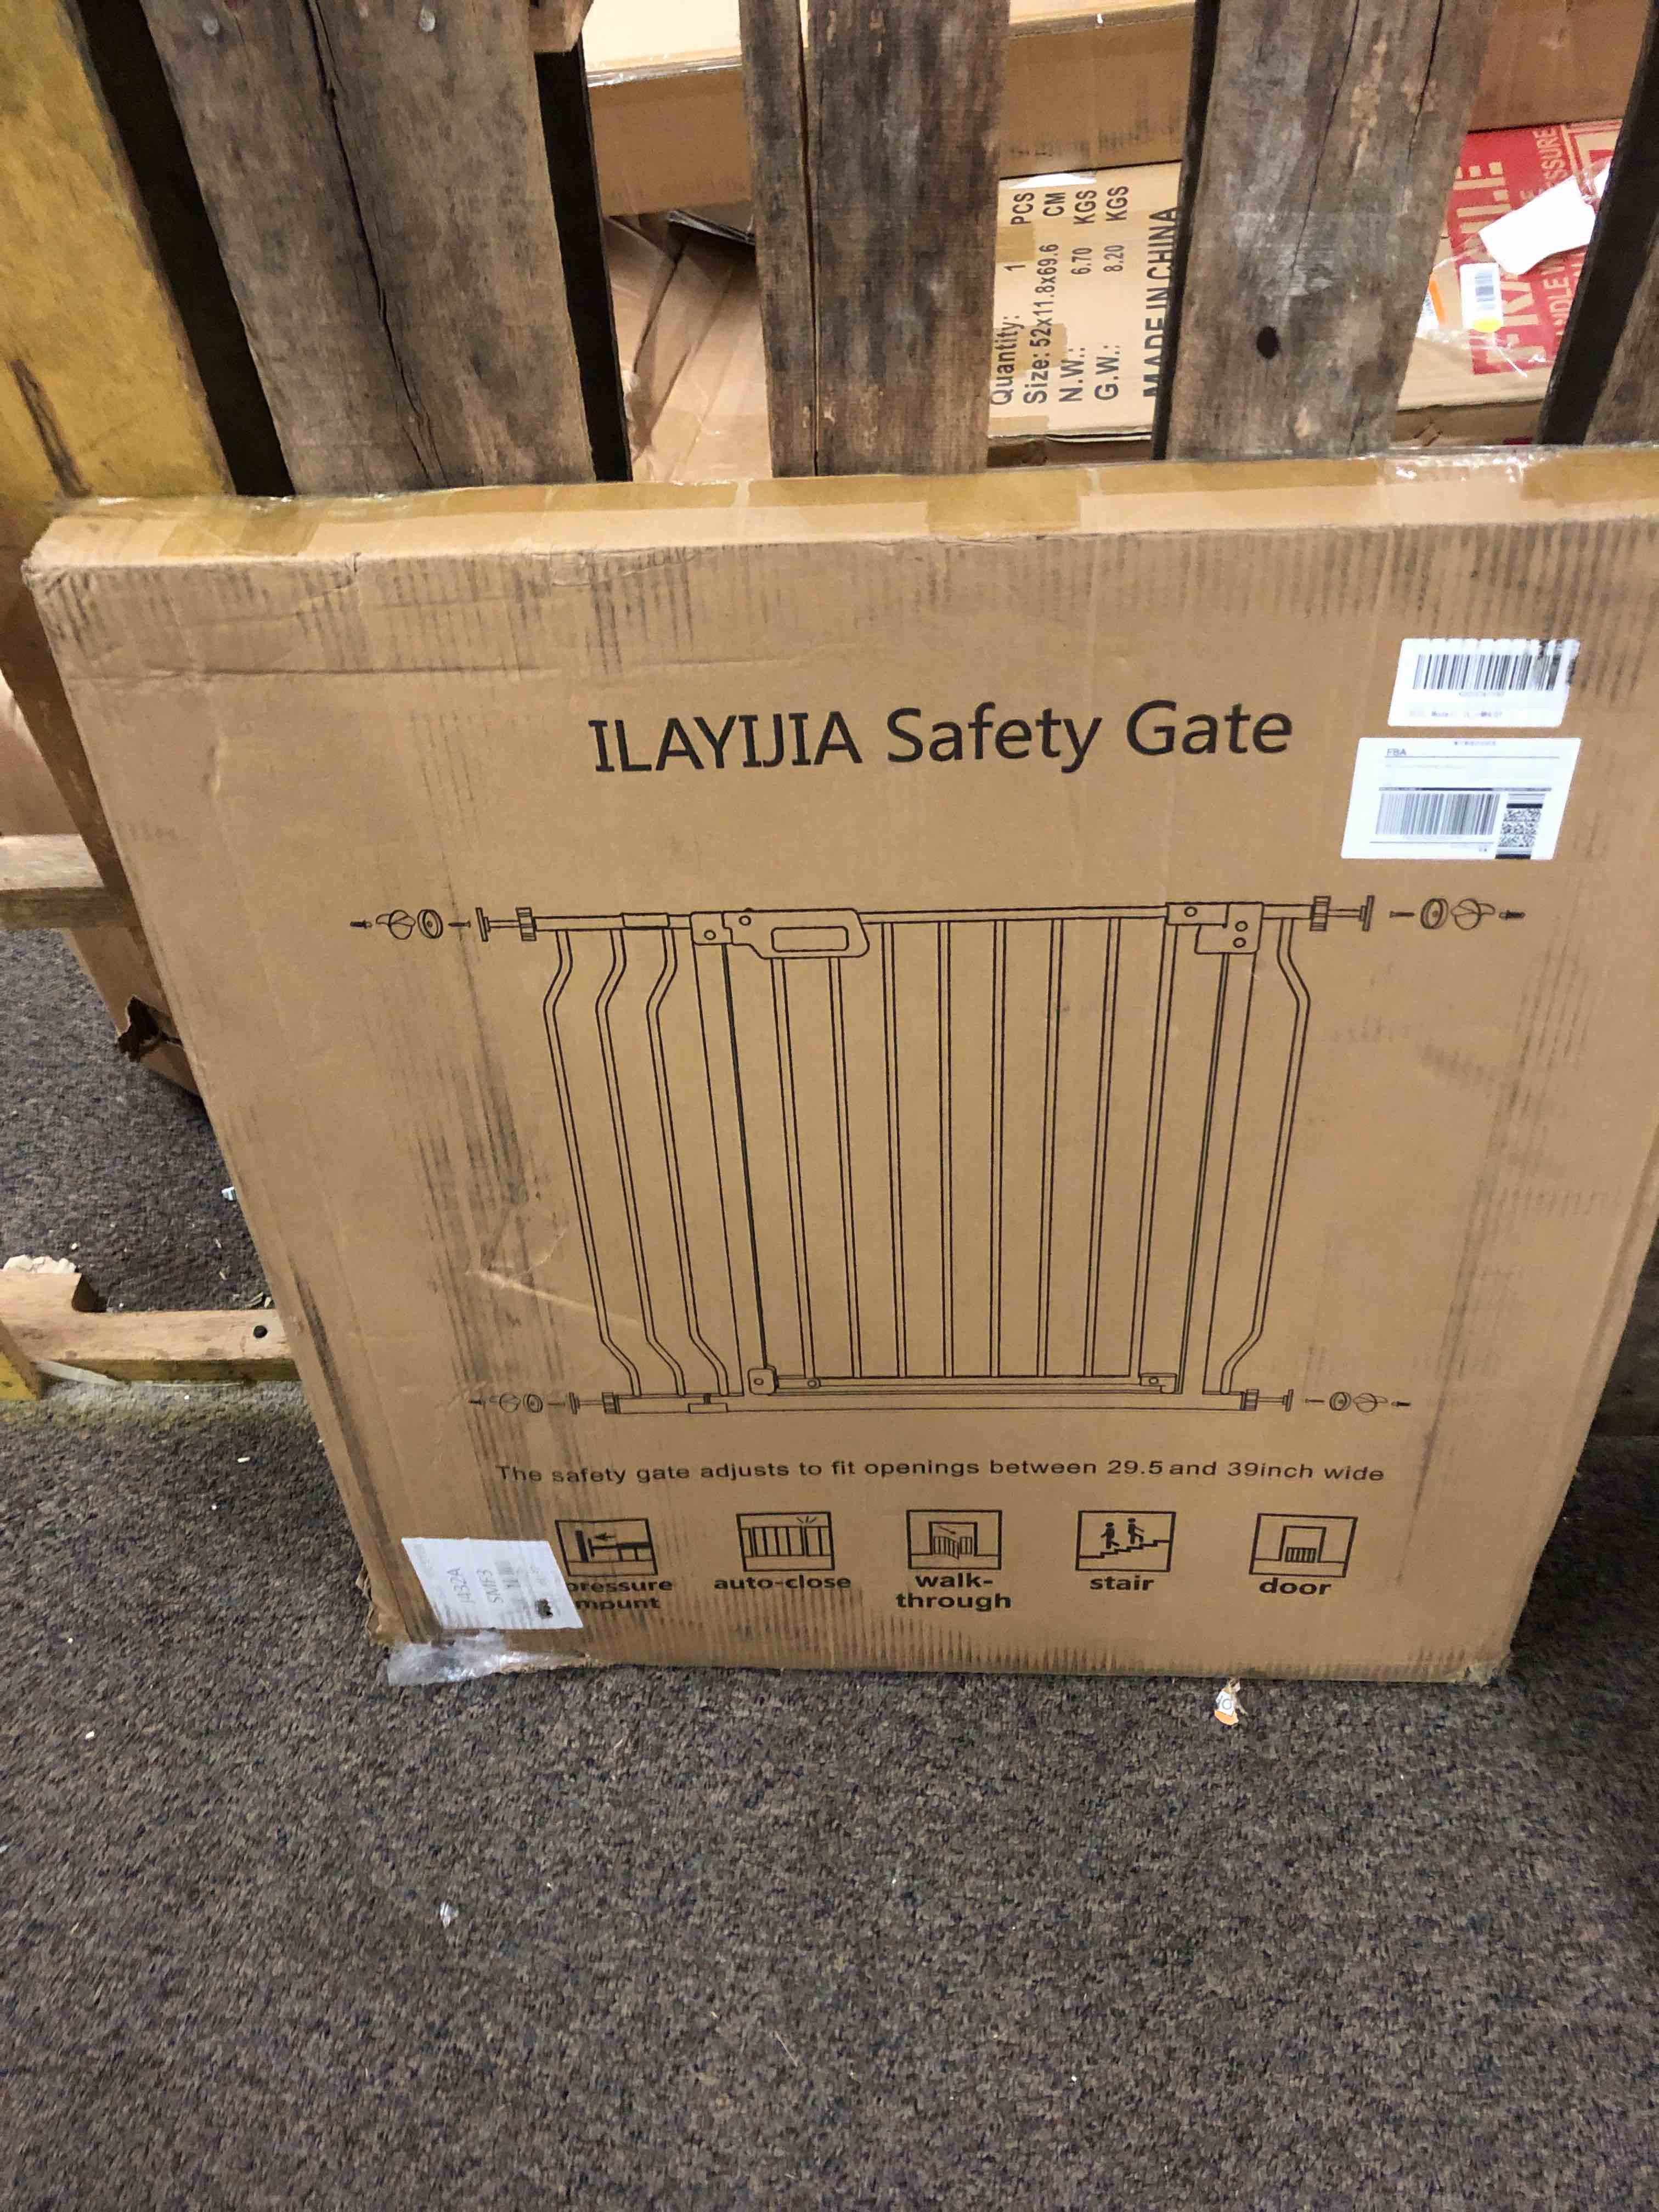 Quantity: 1 PCS
Size: 52x11.8x69.6 CM
N.W.: 6.70 KGS
G.W.: 8.20 KGS
MADE IN CHINA
ILAYIJIA Safety Gate
FBA
The safety gate adjusts to fit openings between 29.5 and 39inch wide
pressure mount
auto-close
walk-through
stair
door